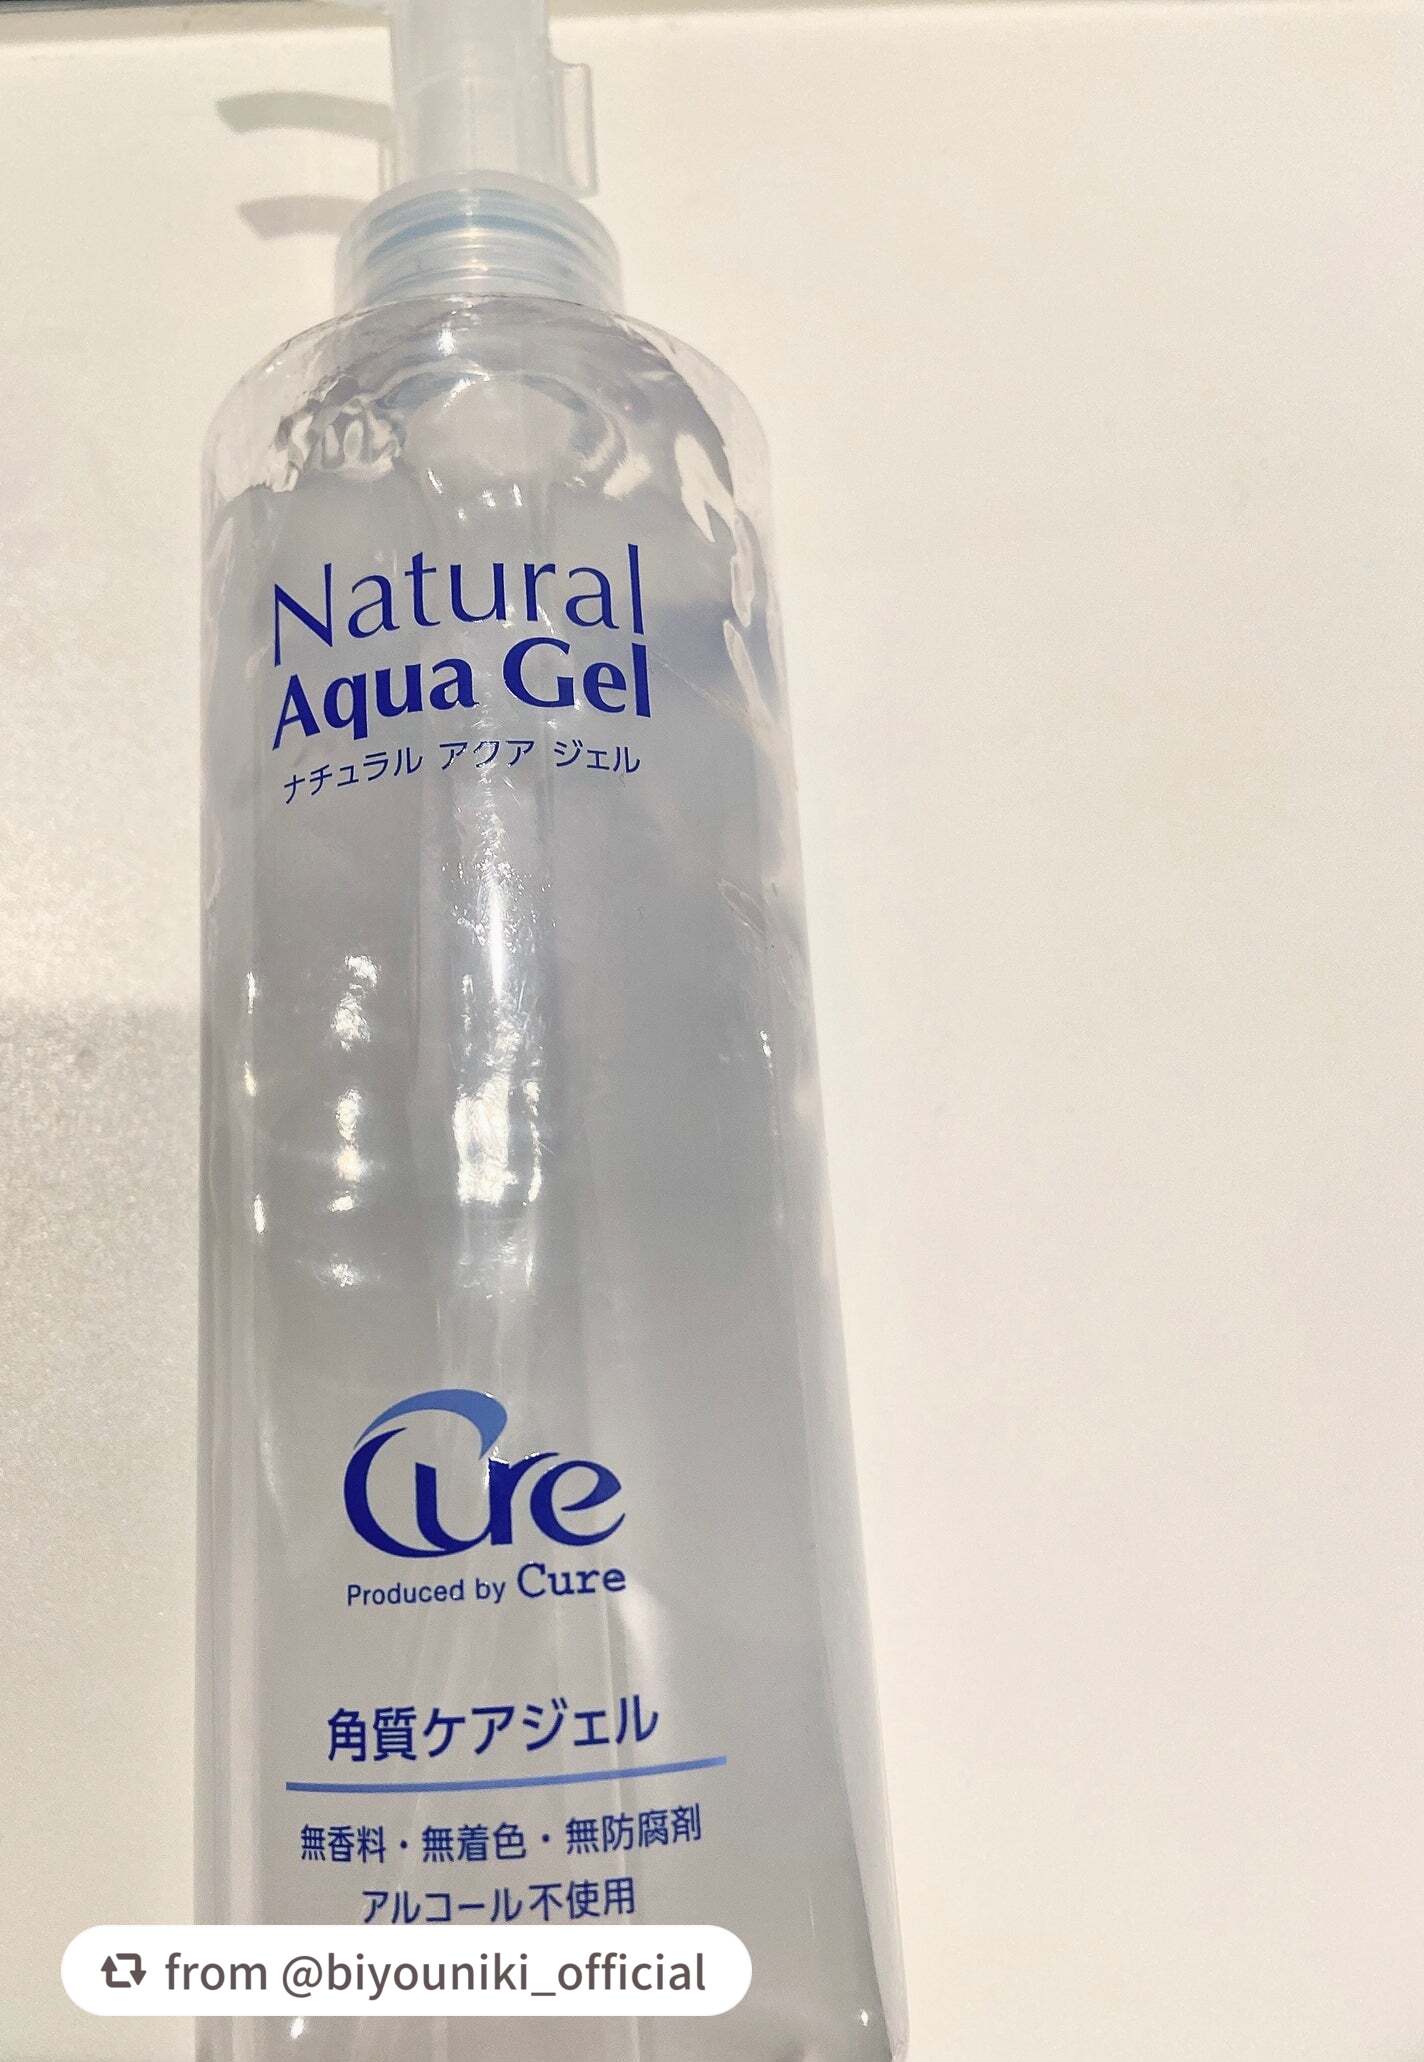 Natural
Aqua Gel
ナチュラル アクア ジェル
Cure
Produced by Cure
角質ケアジェル
無香料・無着色・無防腐剤
アルコール不使用
from @biyouniki_official